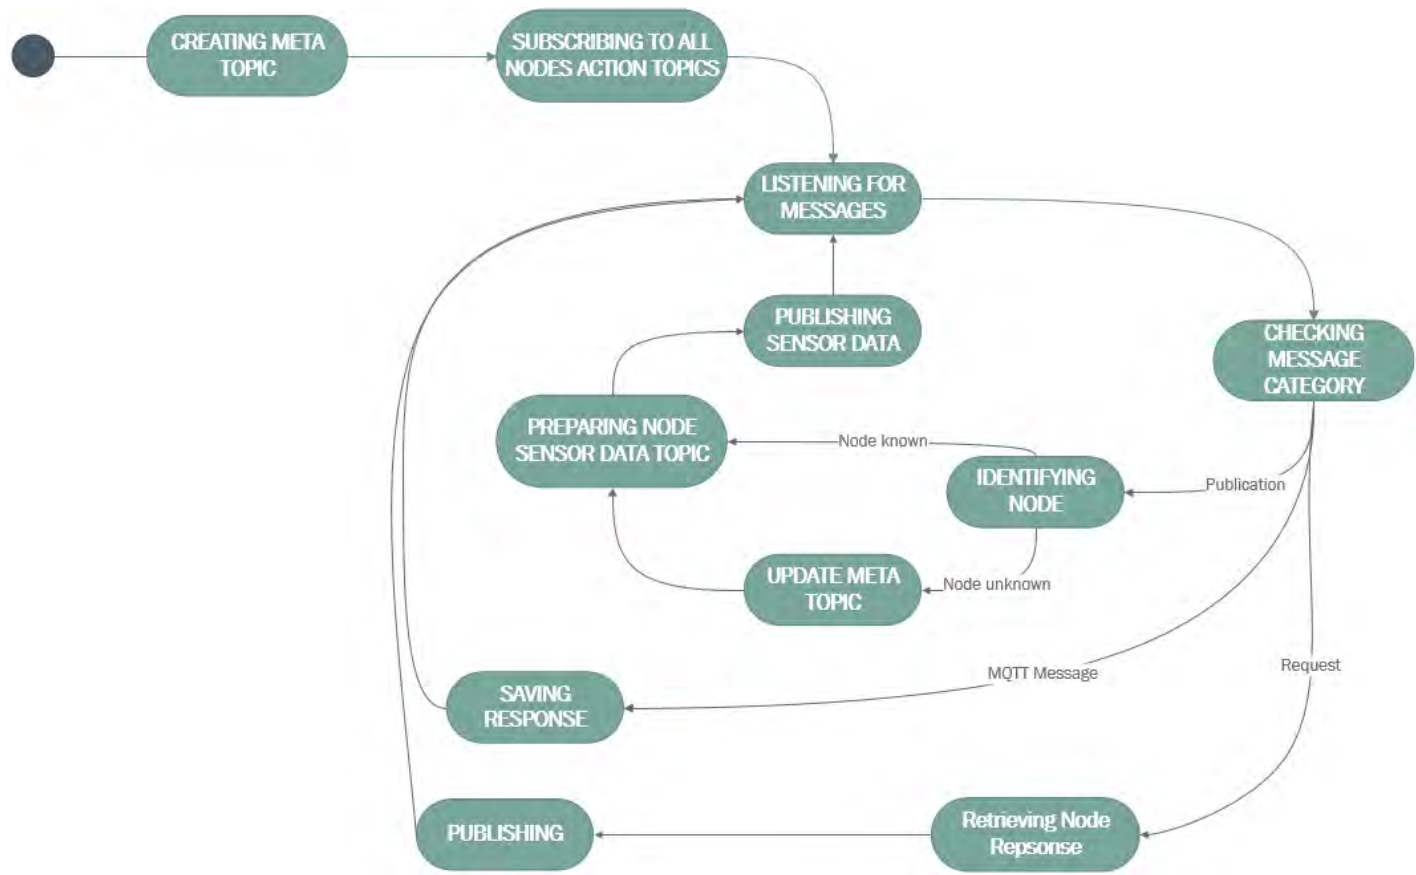 CREATING META
TOPIC
SUBSCRIBING TO ALL
NODES ACTION TOPICS
LISTENING FOR
MESSAGES
PUBLISHING
SENSOR DATA
CHECKING
MESSAGE
CATEGORY
PREPARING NODE
SENSOR DATA TOPIC
Node known
IDENTIFYING
NODE
Publication
UPDATE META
TOPIC
Node unknown
MQTT Message
Request
SAVING
RESPONSE
PUBLISHING
Retrieving Node
Repsonse